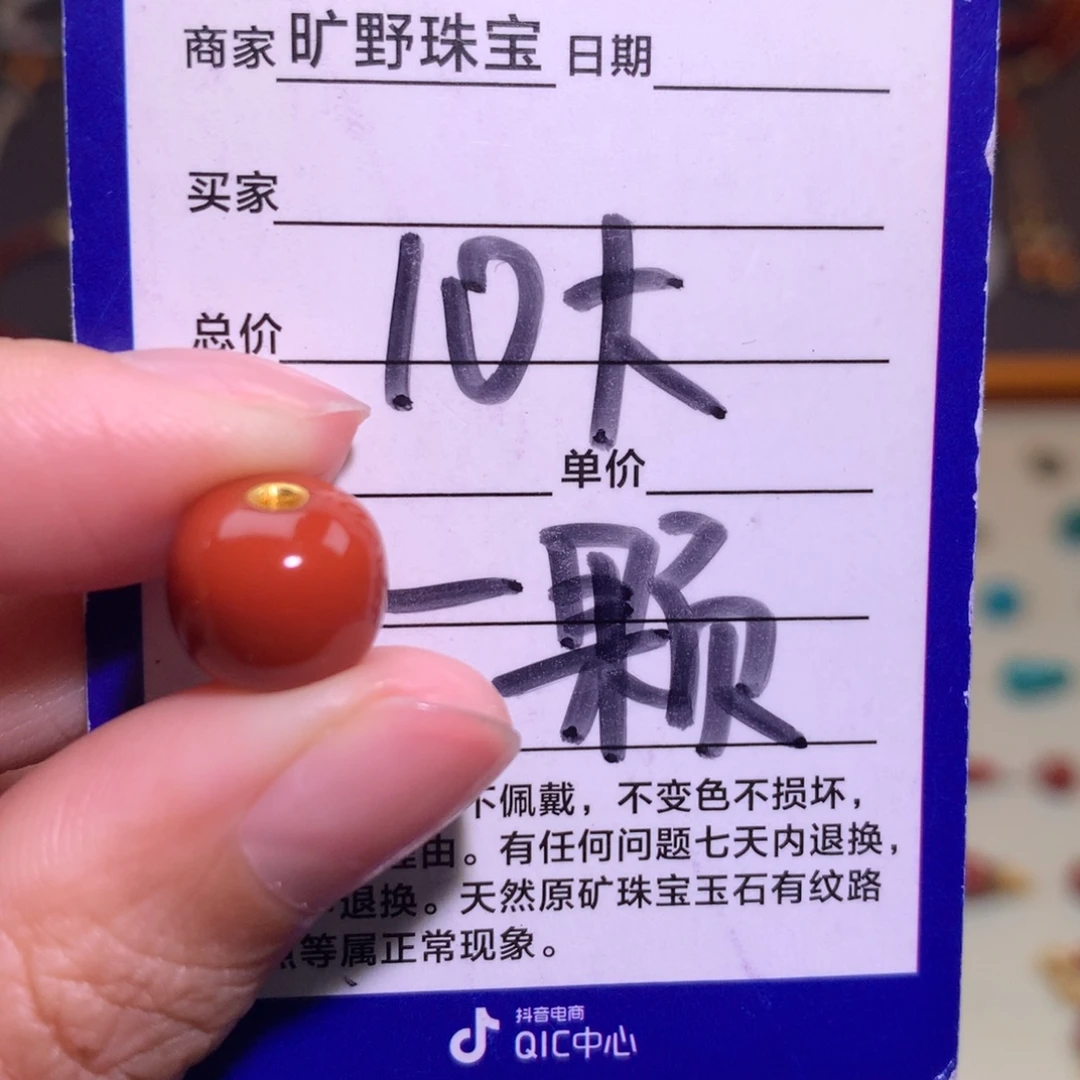 商家 旷野珠宝 日期
买家
总价 10大
单价
一颗
不佩戴，不变色不损坏，
理由。有任何问题七天内退换，
退换。天然原矿珠宝玉石有纹路
点等属正常现象。
抖音电商
QIC中心